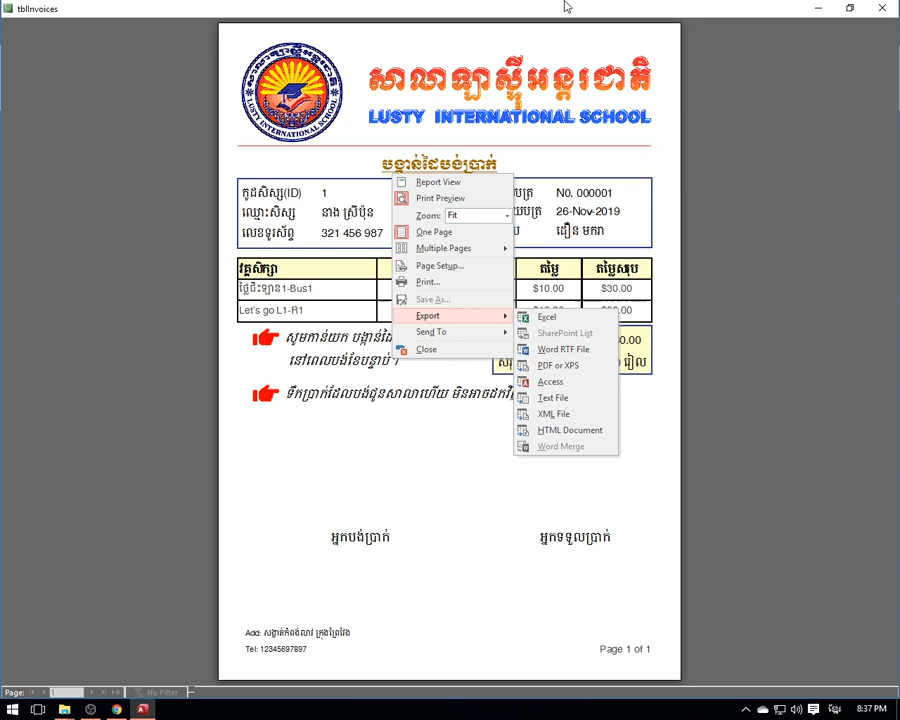 tblInvoices
LUSTY INTERNATIONAL SCHOOL
សាលាឡាស្ទីអន្តរជាតិ
LUSTY INTERNATIONAL SCHOOL
បង្កាន់ដៃបង់ប្រាក់
កូដសិស្ស(ID) 1
N0. 000001
ឈ្មោះសិស្ស នាង ស្រីប៉ុន
26-Nov-2019
លេខទូរស័ព្ទ 321 456 987
ដឿន មករា
វគ្គសិក្សា តម្លៃ តម្លៃសរុប
ថ្លៃជិះឡាន1-Bus1 $10.00 $30.00
Let's go L1-R1
សូមកាន់យក បង្កាន់ដៃ
0.00
នៅពេលបង់ខែបន្ទាប់ ។
រៀល
ទឹកប្រាក់ដែលបង់ជូនសាលាហើយ មិនអាចដកវិ
Report View
Print Preview
Zoom: Fit
One Page
Multiple Pages
Page Setup...
Print...
Save As...
Export
Send To
Close
Excel
SharePoint List
Word RTF File
PDF or XPS
Access
Text File
XML File
HTML Document
Word Merge
អ្នកបង់ប្រាក់ អ្នកទទួលប្រាក់
Add: សង្កាត់កំពង់លាវ ក្រុងព្រៃវែង
Tel: 12345697897
Page 1 of 1
Page: 1 No Filter
8:37 PM